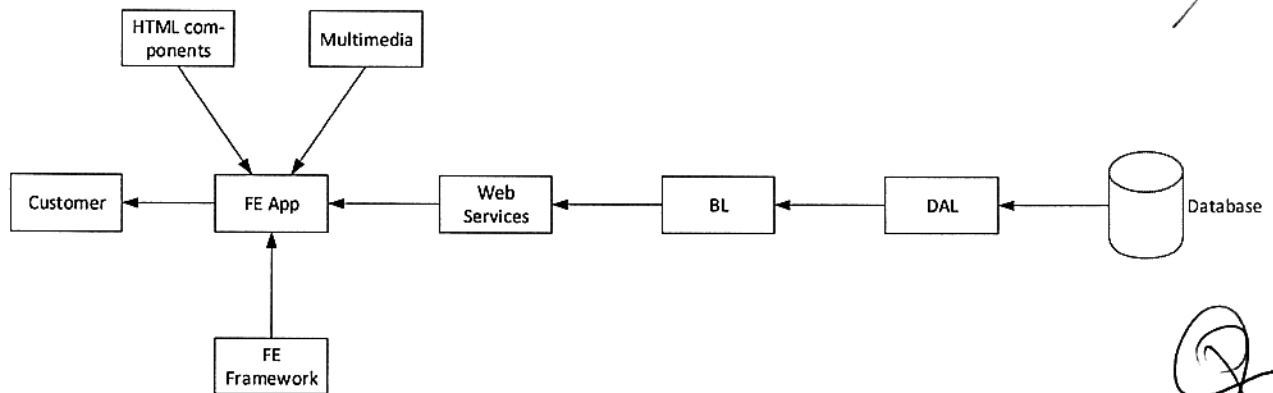 HTML com-
ponents
Multimedia
Customer
FE App
Web
Services
BL
DAL
Database
FE
Framework